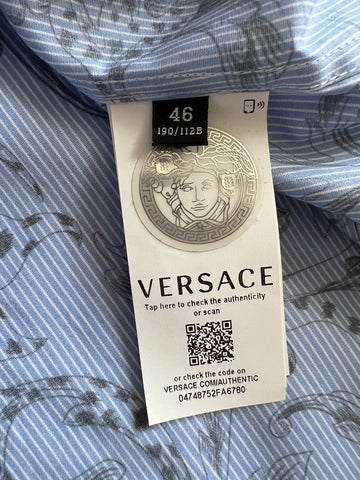 46
190/112B
VERSACE
Tap here to check the authenticity
or scan
or check the code on
VERSACE.COM/AUTHENTIC
04748752FA6780